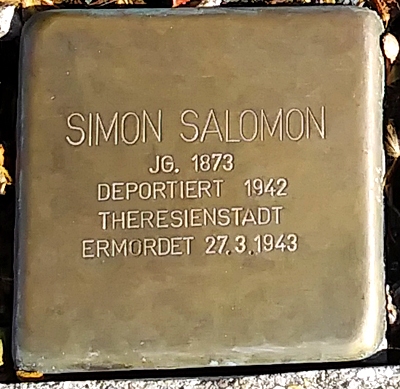 SIMON SALOMON
JG. 1873
DEPORTIERT 1942
THERESIENSTADT
ERMORDET 27.3.1943